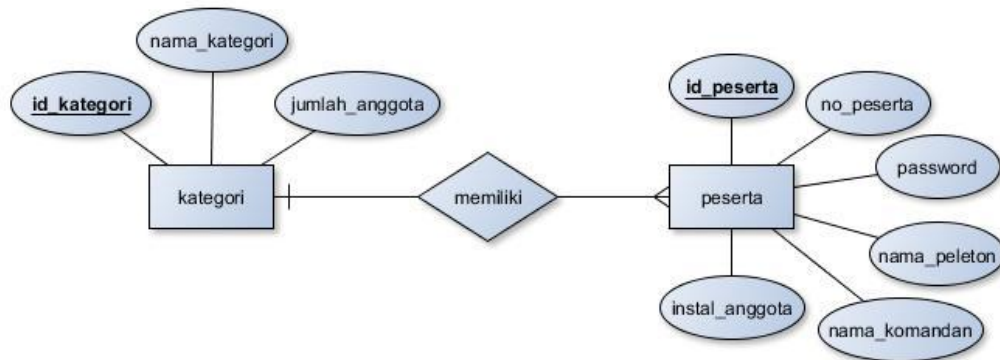 nama_kategori
id_kategori
jumlah_anggota
kategori
memiliki
id_peserta
no_peserta
password
peserta
nama_peleton
instal_anggota
nama_komandan